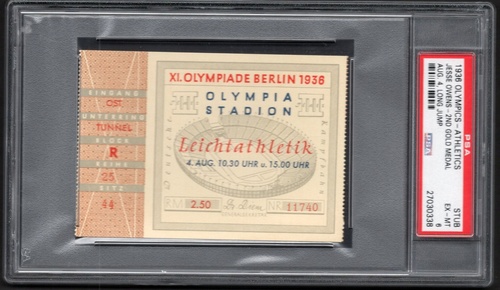 EINGANG
OST
UNTERRING
TUNNEL
BLOCK
R
REIHE
25
SITZ
44
XI. OLYMPIADE BERLIN 1936
OLYMPIA
STADION
Leichtathletik
4. AUG. 10.30 UHR u. 15.00 UHR
RM 2.50
NR 11740
PSA
1936 OLYMPICS - ATHLETICS
STUB
JESSE OWENS - 2ND GOLD MEDAL
EX - MT
AUG. 4, LONG JUMP
6
27030338